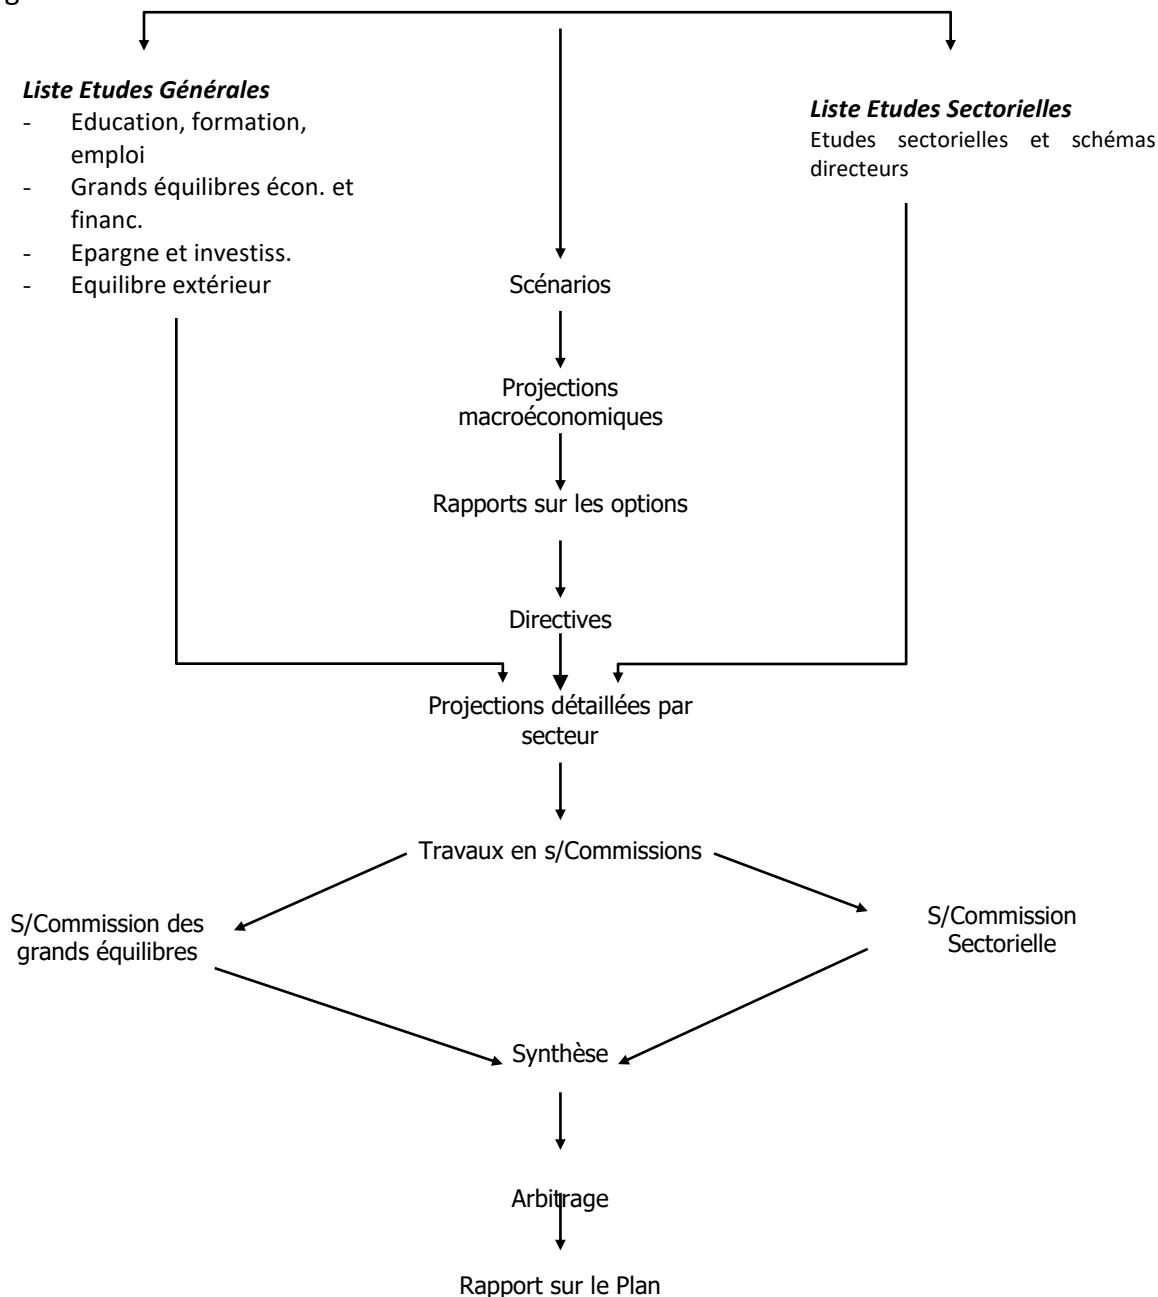 Liste Etudes Générales
- Education, formation,
emploi
- Grands équilibres écon. et
financ.
- Epargne et investiss.
- Equilibre extérieur
Liste Etudes Sectorielles
Etudes sectorielles et schémas
directeurs
Scénarios
Projections
macroéconomiques
Rapports sur les options
Directives
Projections détaillées par
secteur
Travaux en s/Commissions
S/Commission des
grands équilibres
S/Commission
Sectorielle
Synthèse
Arbitrage
Rapport sur le Plan